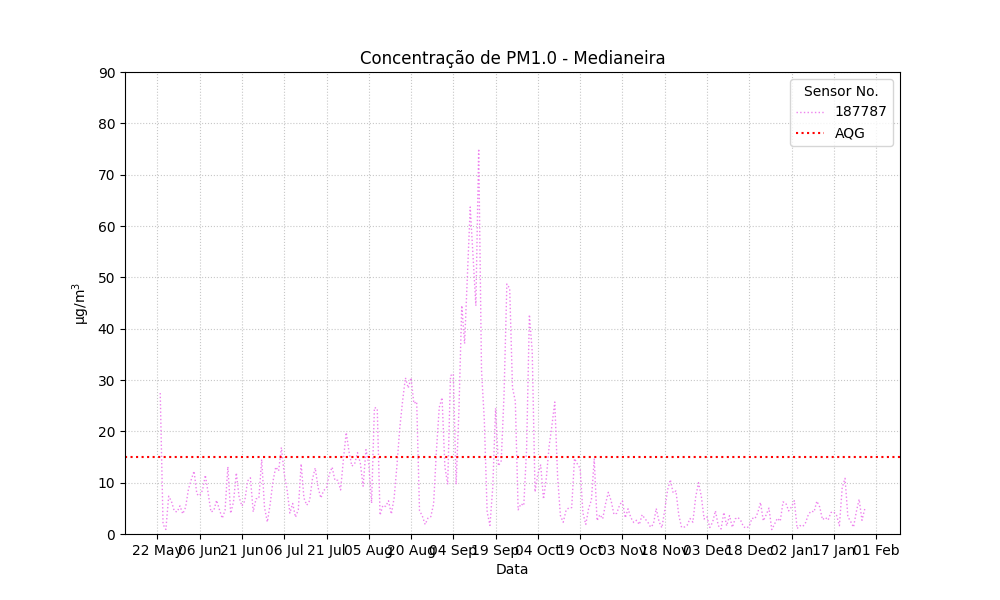 Concentração de PM1.0 - Medianeira
Sensor No.
187787
AQG
90
80
70
60
50
40
30
20
10
0
µg/m³
22 May 06 Jun 21 Jun 06 Jul 21 Jul 05 Aug 20 Aug 04 Sep 19 Sep 04 Oct 19 Oct 03 Nov 18 Nov 03 Dec 18 Dec 02 Jan 17 Jan 01 Feb
Data